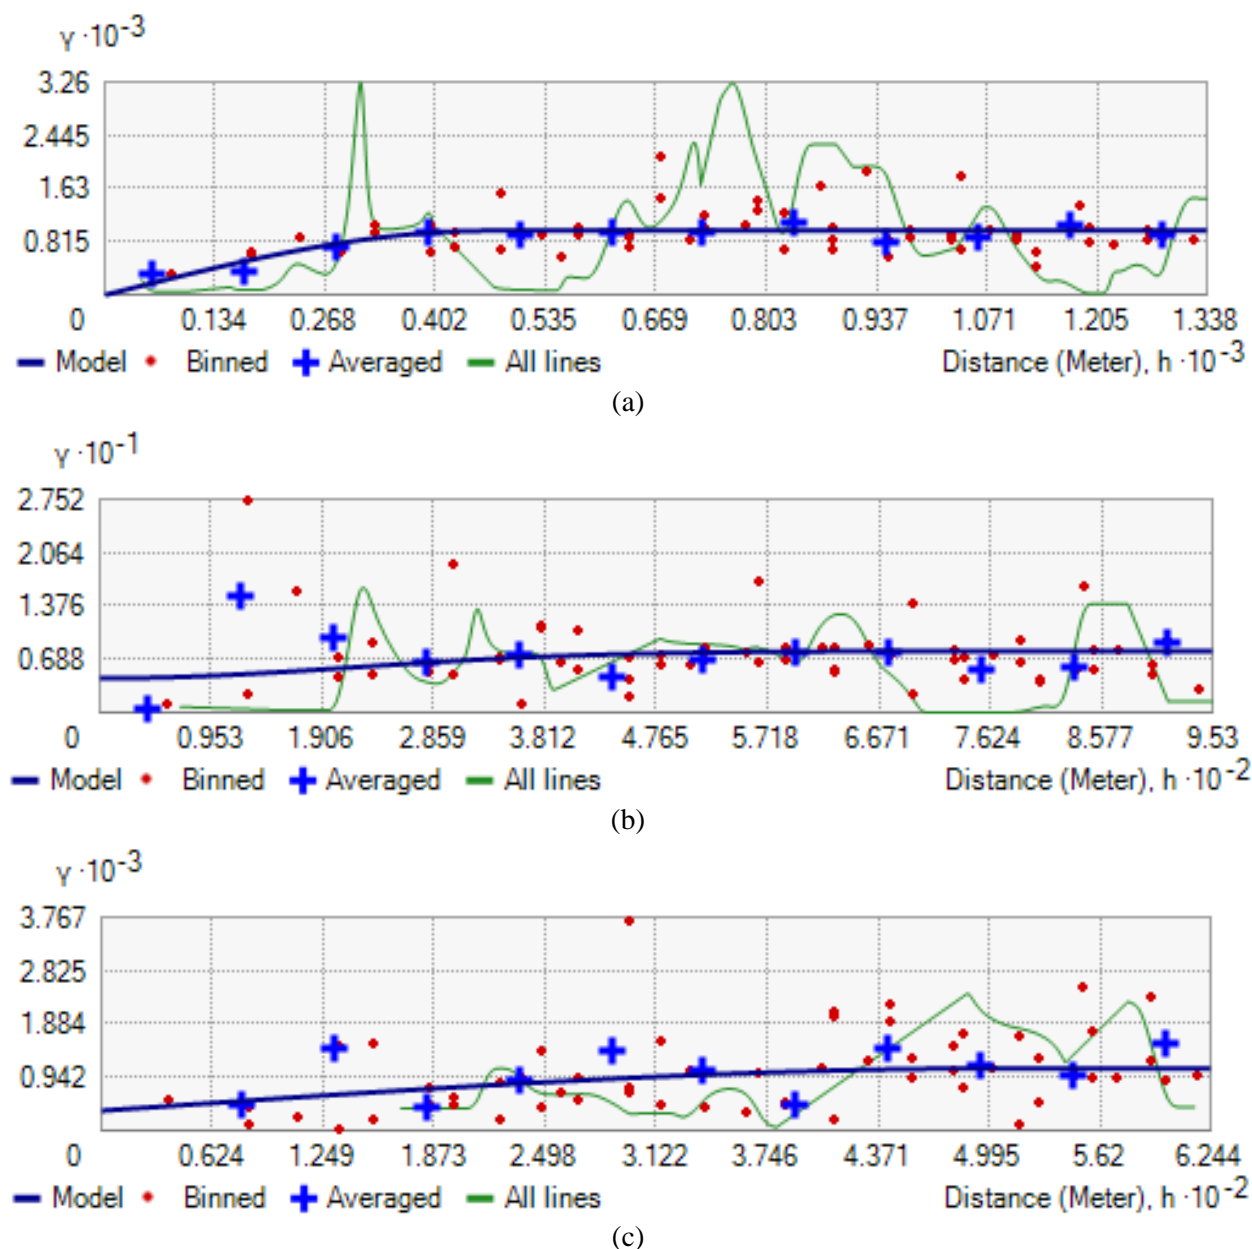 γ ·10⁻³
3.26
2.445
1.63
0.815
0 0.134 0.268 0.402 0.535 0.669 0.803 0.937 1.071 1.205 1.338
Model Binned Averaged All lines Distance (Meter), h ·10⁻³
(a)
γ ·10⁻¹
2.752
2.064
1.376
0.688
0 0.953 1.906 2.859 3.812 4.765 5.718 6.671 7.624 8.577 9.53
Model Binned Averaged All lines Distance (Meter), h ·10⁻²
(b)
γ ·10⁻³
3.767
2.825
1.884
0.942
0 0.624 1.249 1.873 2.498 3.122 3.746 4.371 4.995 5.62 6.244
Model Binned Averaged All lines Distance (Meter), h ·10⁻²
(c)